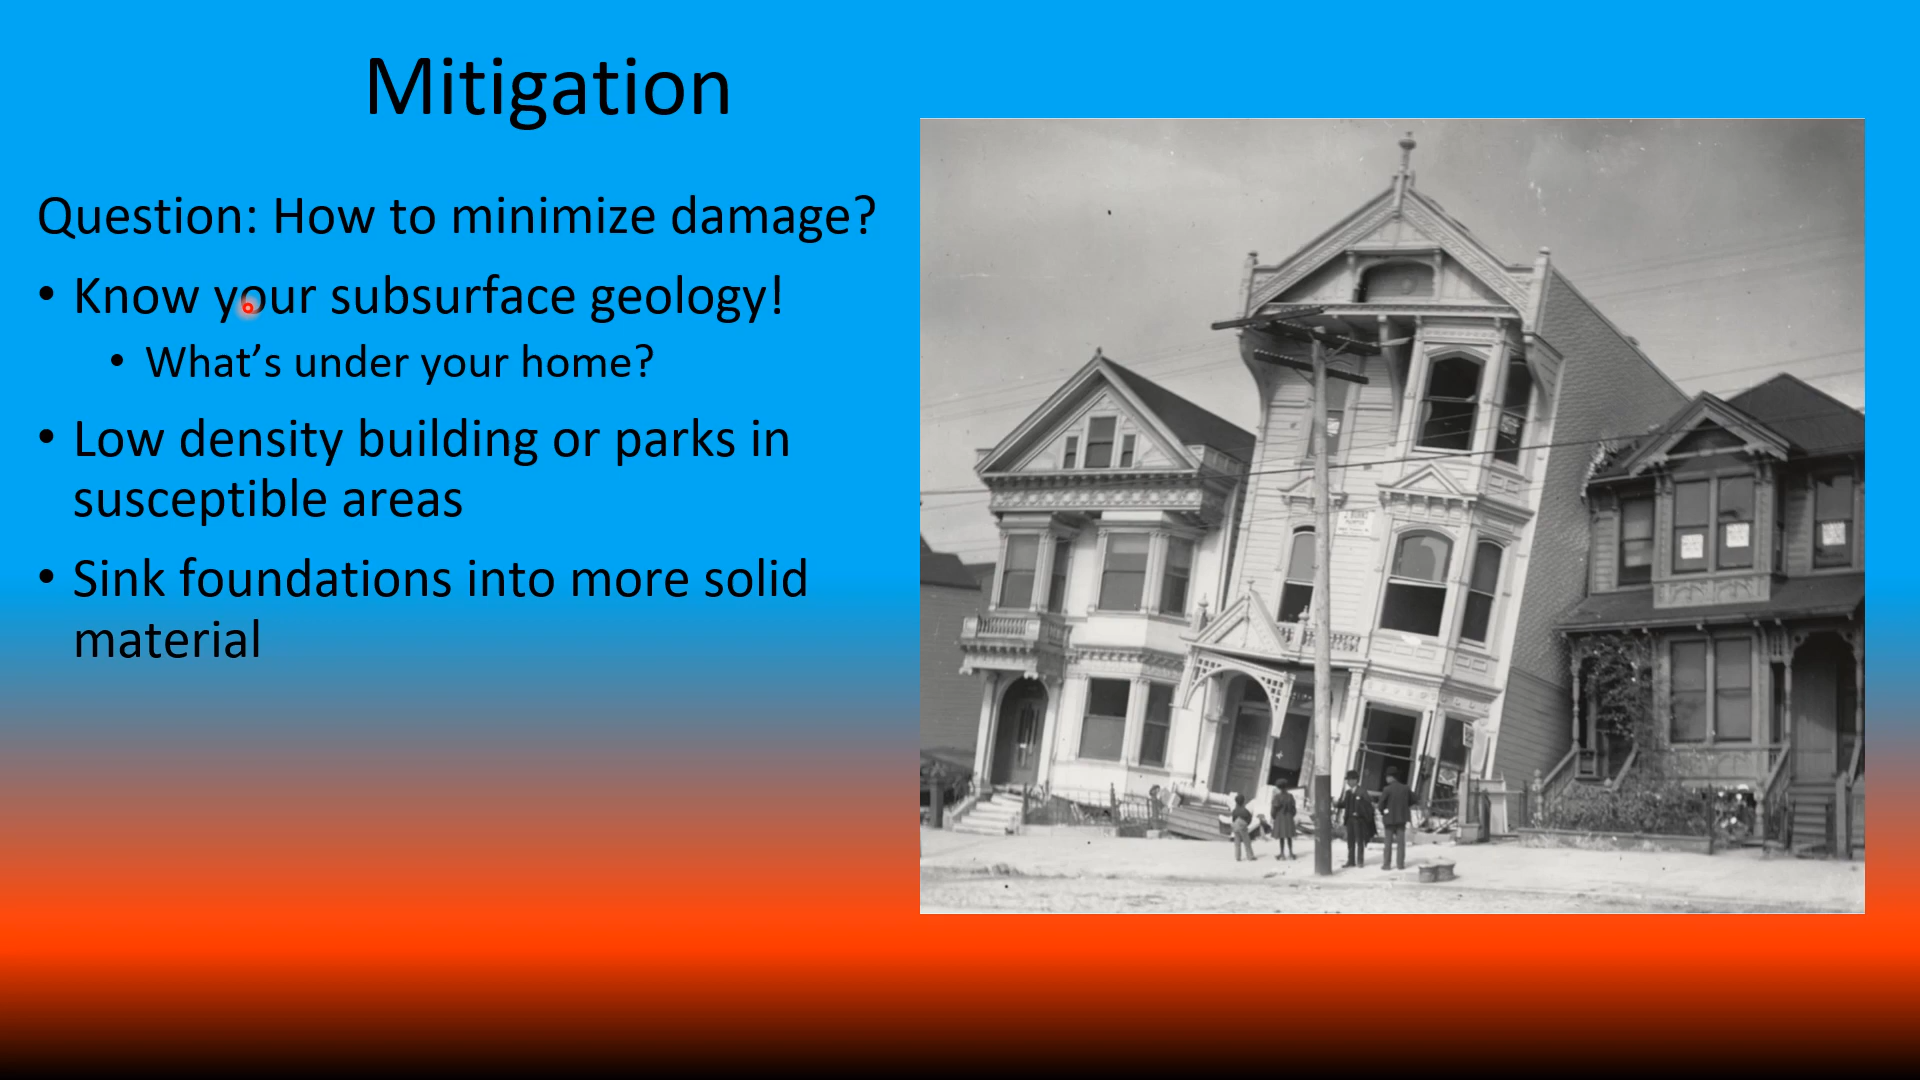 Mitigation
Question: How to minimize damage?
• Know your subsurface geology!
• What’s under your home?
• Low density building or parks in
susceptible areas
• Sink foundations into more solid
material